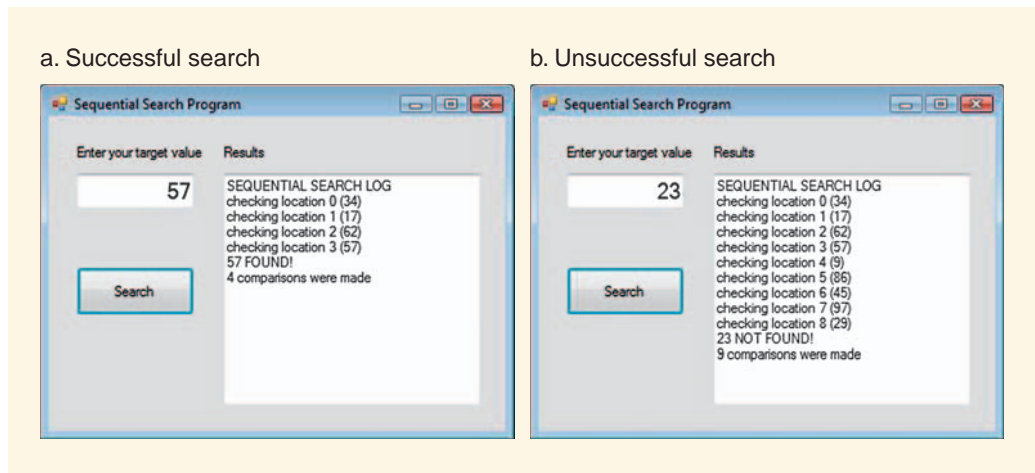 a. Successful search
Sequential Search Program
Enter your target value
Results
57
SEQUENTIAL SEARCH LOG
checking location 0 (34)
checking location 1 (17)
checking location 2 (62)
checking location 3 (57)
57 FOUND!
4 comparisons were made
Search
b. Unsuccessful search
Sequential Search Program
Enter your target value
Results
23
SEQUENTIAL SEARCH LOG
checking location 0 (34)
checking location 1 (17)
checking location 2 (62)
checking location 3 (57)
checking location 4 (9)
checking location 5 (86)
checking location 6 (45)
checking location 7 (97)
checking location 8 (29)
23 NOT FOUND!
9 comparisons were made
Search